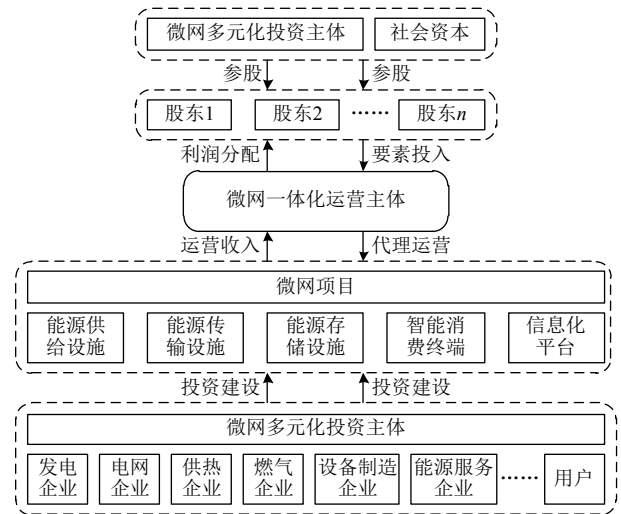 微网多元化投资主体 社会资本
参股 参股
股东1 股东2 …… 股东n
利润分配 要素投入
微网一体化运营主体
运营收入 代理运营
微网项目
能源供 能源传 能源存 智能消 信息化
给设施 输设施 储设施 费终端 平台
投资建设 投资建设
微网多元化投资主体
发电 电网 供热 燃气 设备制造 能源服务 …… 用户
企业 企业 企业 企业 企业 企业